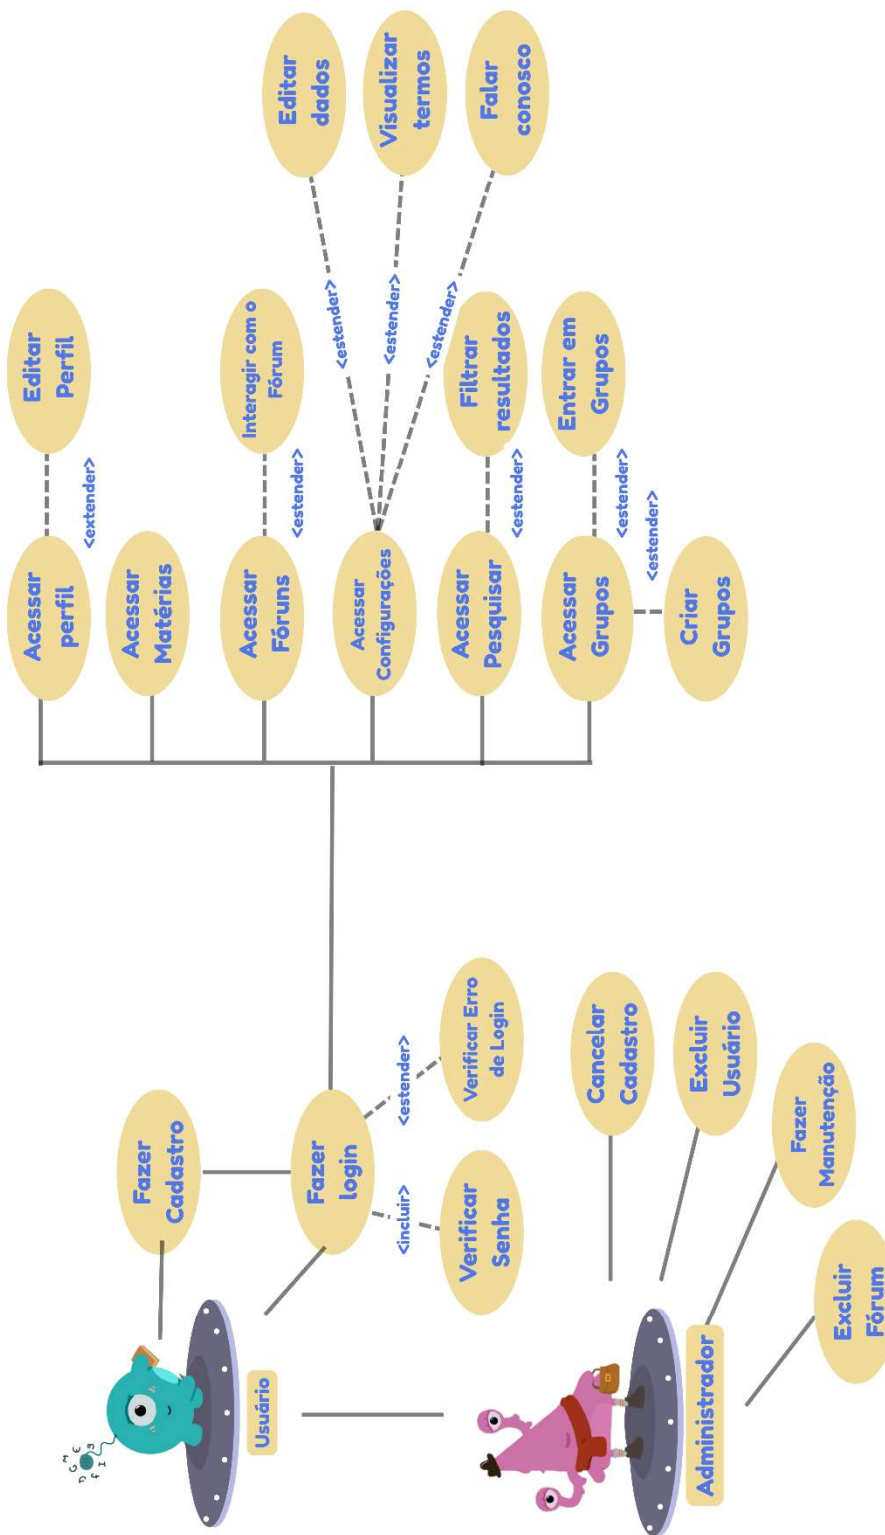 Usuário
Fazer
Cadastro
Fazer
login
<incluir>
<estender>
Verificar
Senha
Verificar Erro
de Login
Acessar
perfil
<extender>
Editar
Perfil
Acessar
Matérias
Acessar
Fóruns
<estender>
Interagir com o
Fórum
Acessar
Configurações
<estender>
<estender>
<estender>
Editar
dados
Visualizar
termos
Falar
conosco
Acessar
Pesquisar
<estender>
Filtrar
resultados
Acessar
Grupos
<estender>
Entrar em
Grupos
<estender>
Criar
Grupos
Administrador
Cancelar
Cadastro
Excluir
Usuário
Fazer
Manutenção
Excluir
Fórum